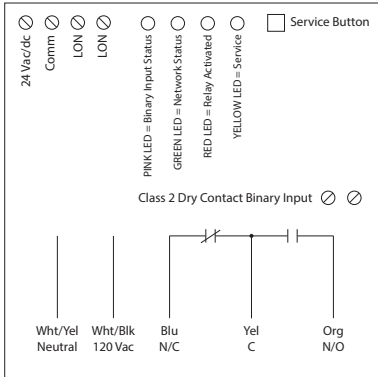 24 Vac/dc
Comm
LON
LON
PINK LED = Binary Input Status
GREEN LED = Network Status
RED LED = Relay Activated
YELLOW LED = Service
Service Button
Class 2 Dry Contact Binary Input
Wht/Yel
Neutral
Wht/Blk
120 Vac
Blu
N/C
Yel
C
Org
N/O